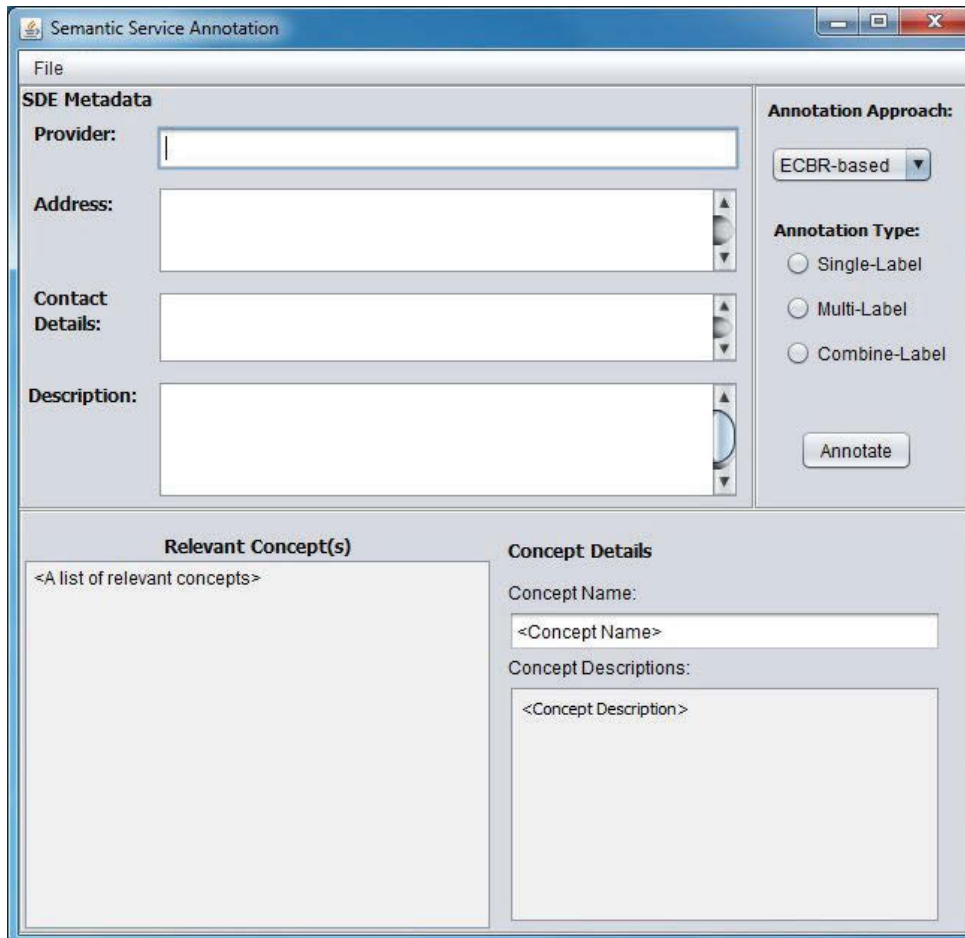 Semantic Service Annotation
File
SDE Metadata
Provider:
Address:
Contact
Details:
Description:
Annotation Approach:
ECBR-based
Annotation Type:
Single-Label
Multi-Label
Combine-Label
Annotate
Relevant Concept(s)
<A list of relevant concepts>
Concept Details
Concept Name:
<Concept Name>
Concept Descriptions:
<Concept Description>